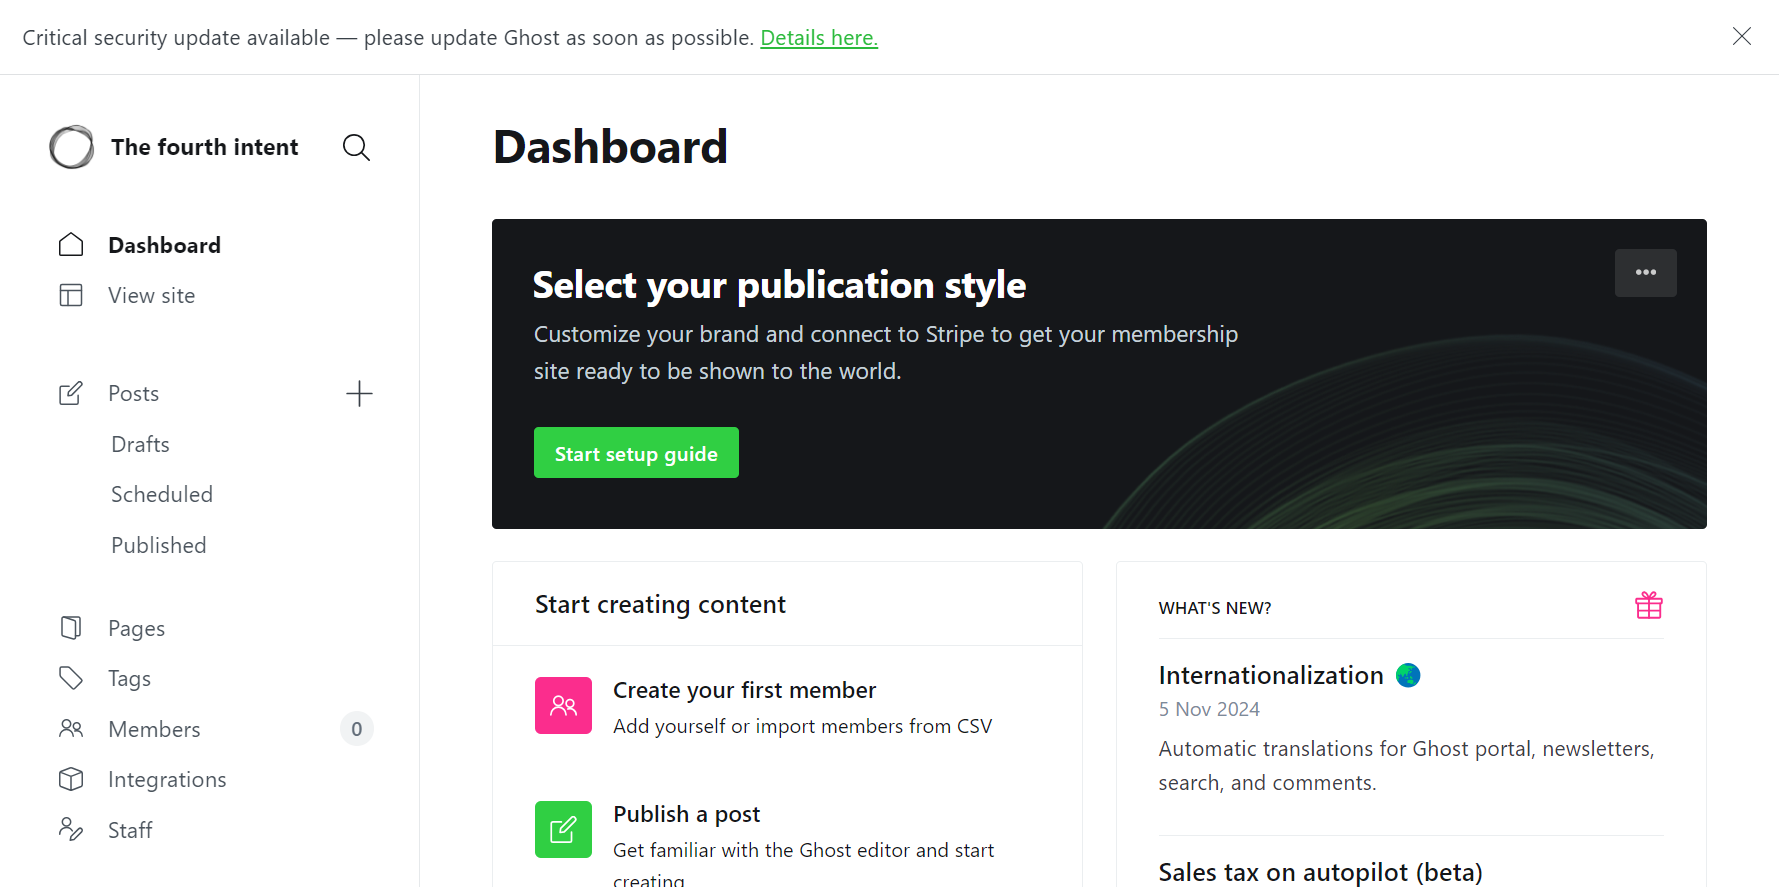 Critical security update available — please update Ghost as soon as possible. Details here.
The fourth intent
Dashboard
View site
Posts
Drafts
Scheduled
Published
Pages
Tags
Members 0
Integrations
Staff
Dashboard
Select your publication style
Customize your brand and connect to Stripe to get your membership
site ready to be shown to the world.
Start setup guide
Start creating content
Create your first member
Add yourself or import members from CSV
Publish a post
Get familiar with the Ghost editor and start
creating
WHAT'S NEW?
Internationalization 🌏
5 Nov 2024
Automatic translations for Ghost portal, newsletters,
search, and comments.
Sales tax on autopilot (beta)